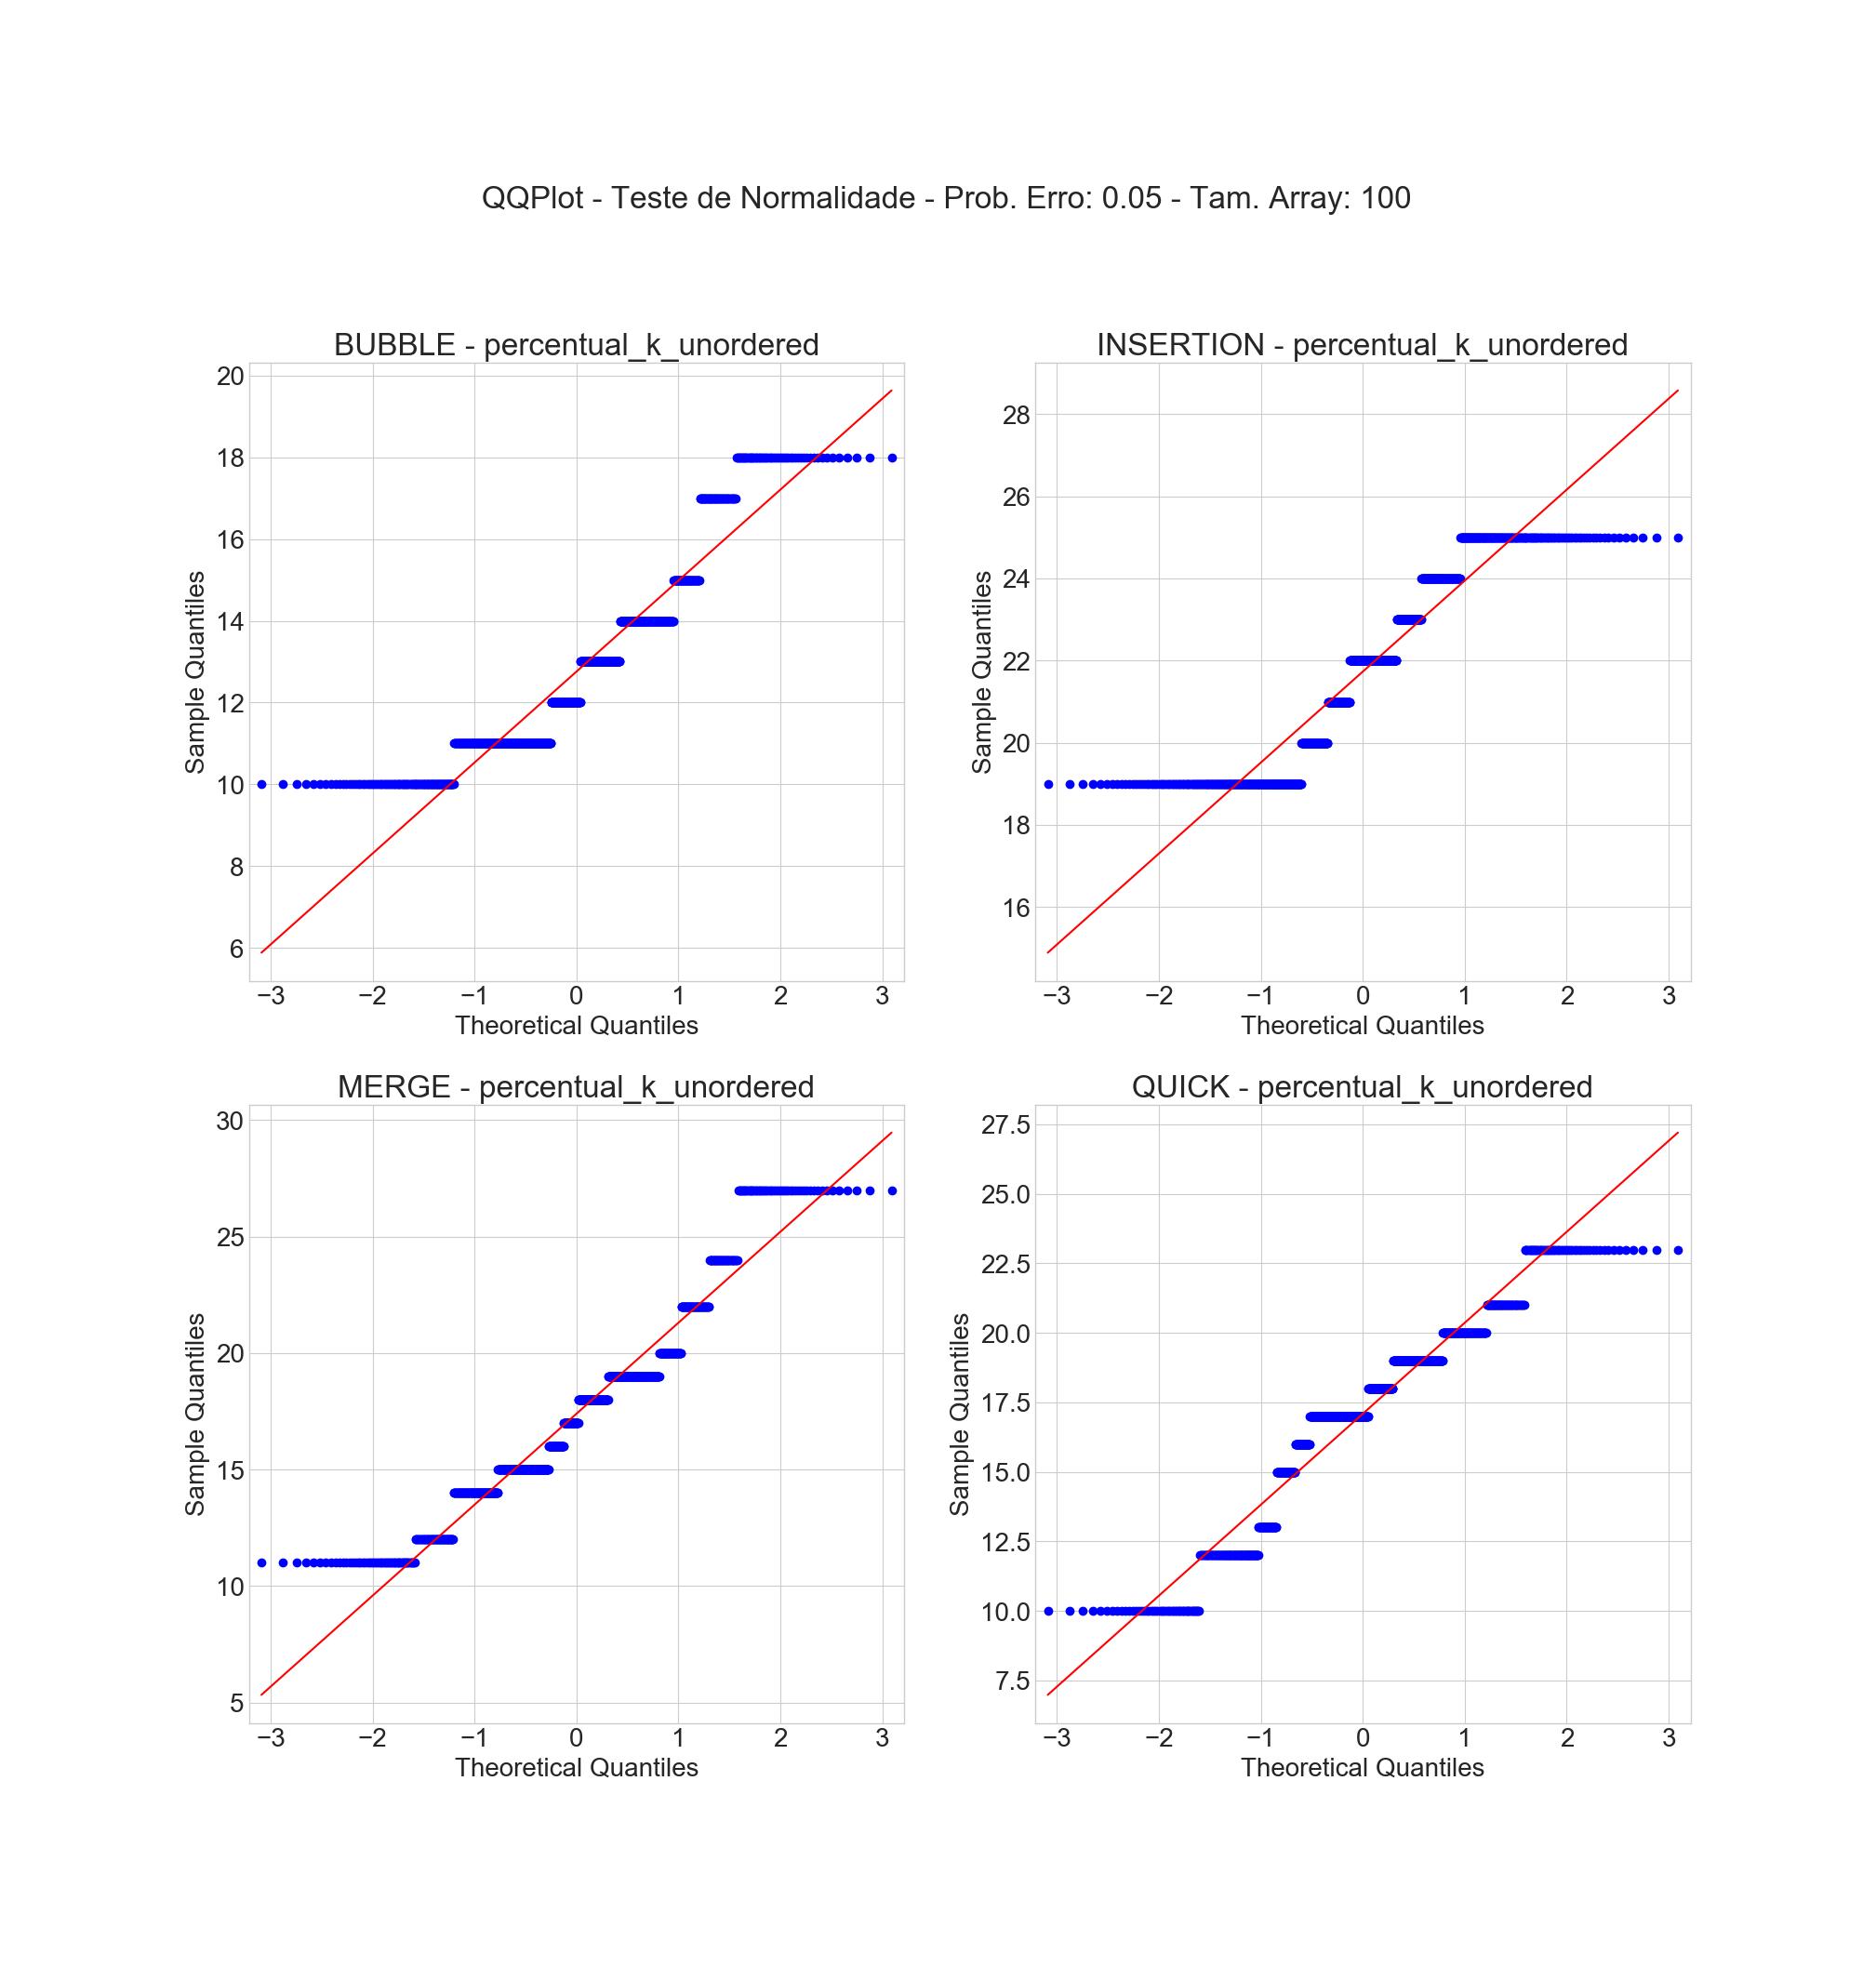 QQPlot - Teste de Normalidade - Prob. Erro: 0.05 - Tam. Array: 100
BUBBLE - percentual_k_unordered
20
18
16
14
12
10
8
6
Sample Quantiles
−3 −2 −1 0 1 2 3
Theoretical Quantiles
INSERTION - percentual_k_unordered
28
26
24
22
20
18
16
Sample Quantiles
−3 −2 −1 0 1 2 3
Theoretical Quantiles
MERGE - percentual_k_unordered
30
25
20
15
10
5
Sample Quantiles
−3 −2 −1 0 1 2 3
Theoretical Quantiles
QUICK - percentual_k_unordered
27.5
25.0
22.5
20.0
17.5
15.0
12.5
10.0
7.5
Sample Quantiles
−3 −2 −1 0 1 2 3
Theoretical Quantiles